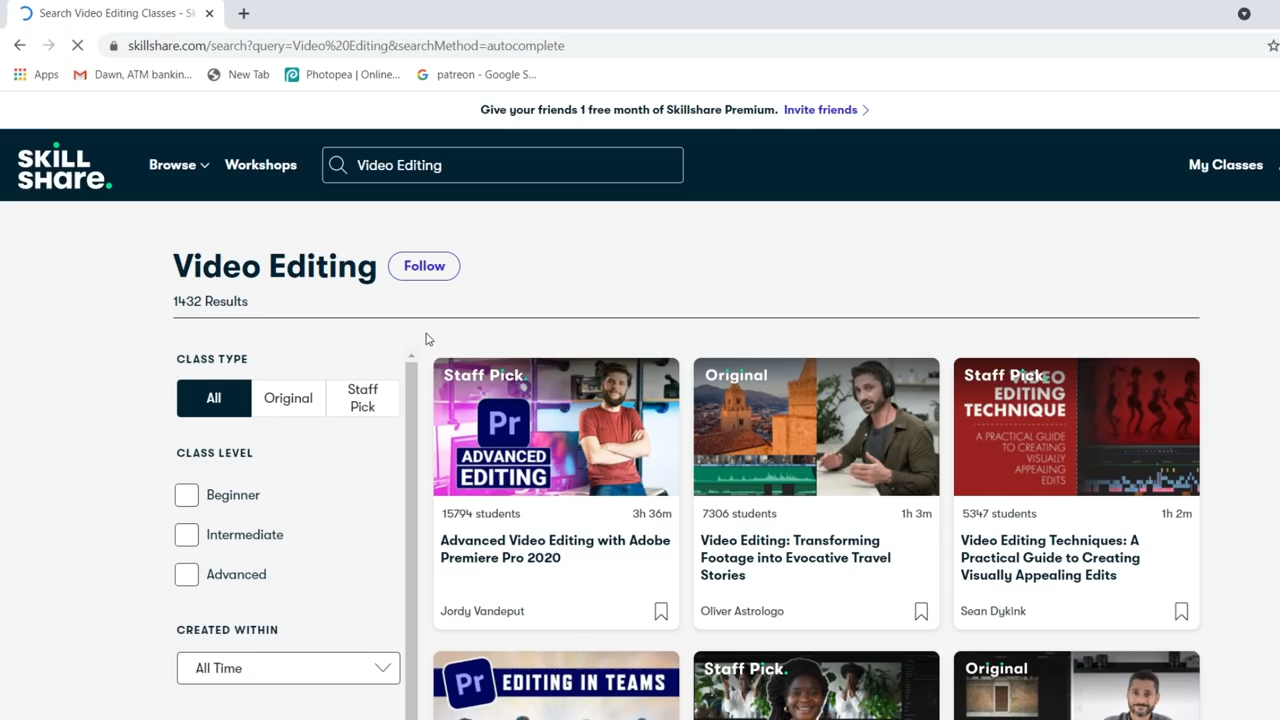 Search Video Editing Classes - Sk
skillshare.com/search?query=Video%20Editing&searchMethod=autocomplete
Apps
Dawn, ATM bankin...
New Tab
Photopea | Online...
patreon - Google S...
Give your friends 1 free month of Skillshare Premium. Invite friends
SKILL
SHARE.
Browse
Workshops
Video Editing
My Classes
Video Editing
Follow
1432 Results
CLASS TYPE
All
Original
Staff
Pick
CLASS LEVEL
Beginner
Intermediate
Advanced
CREATED WITHIN
All Time
Staff Pick.
Pr
ADVANCED
EDITING
15794 students
3h 36m
Advanced Video Editing with Adobe
Premiere Pro 2020
Jordy Vandeput
Original
7306 students
1h 3m
Video Editing: Transforming
Footage into Evocative Travel
Stories
Oliver Astrologo
Staff Pick.
VIDEO
EDITING
TECHNIQUE
A PRACTICAL GUIDE
TO CREATING
VISUALLY
APPEALING
EDITS
5347 students
1h 2m
Video Editing Techniques: A
Practical Guide to Creating
Visually Appealing Edits
Sean Dykink
Pr
EDITING IN TEAMS
Staff Pick.
Original